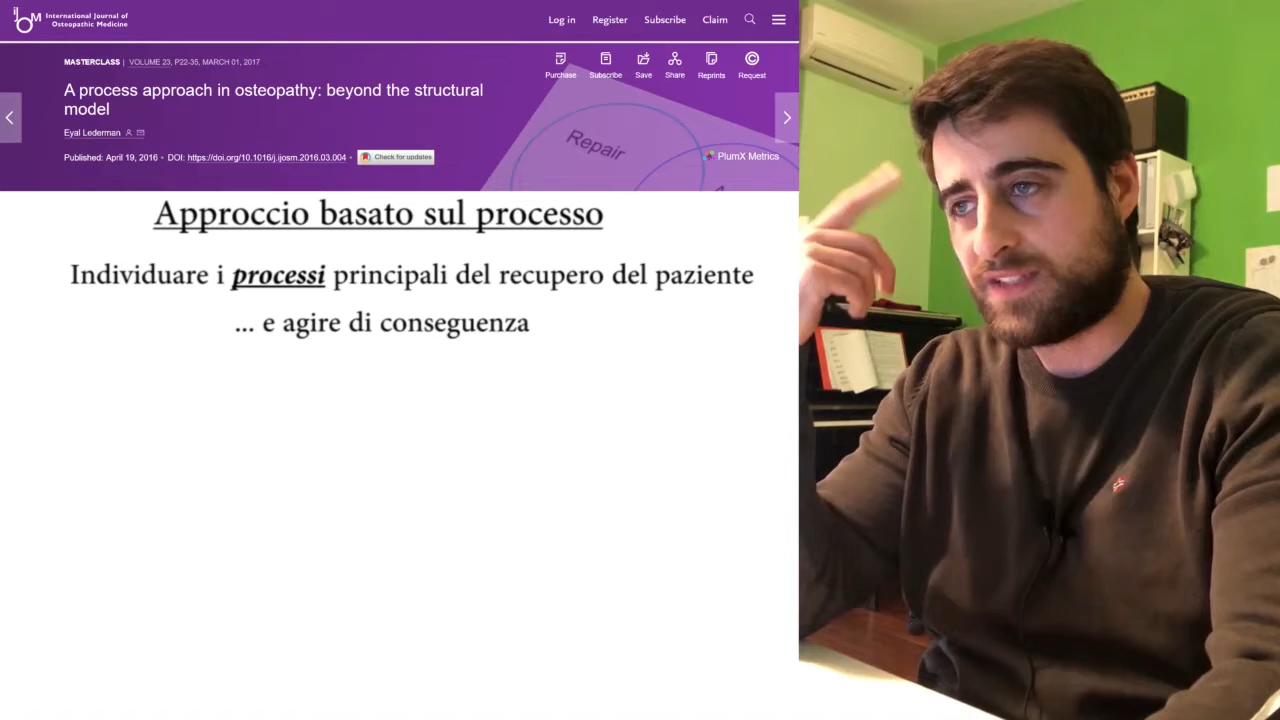 International Journal of
Osteopathic Medicine
Log in Register Subscribe Claim
MASTERCLASS | VOLUME 23, P22-35, MARCH 01, 2017
Purchase Subscribe Save Share Reprints Request
A process approach in osteopathy: beyond the structural
model
Eyal Lederman
Published: April 19, 2016 • DOI: https://doi.org/10.1016/j.ijosm.2016.03.004 • Check for updates
Repair
PlumX Metrics
Approccio basato sul processo
Individuare i processi principali del recupero del paziente
... e agire di conseguenza